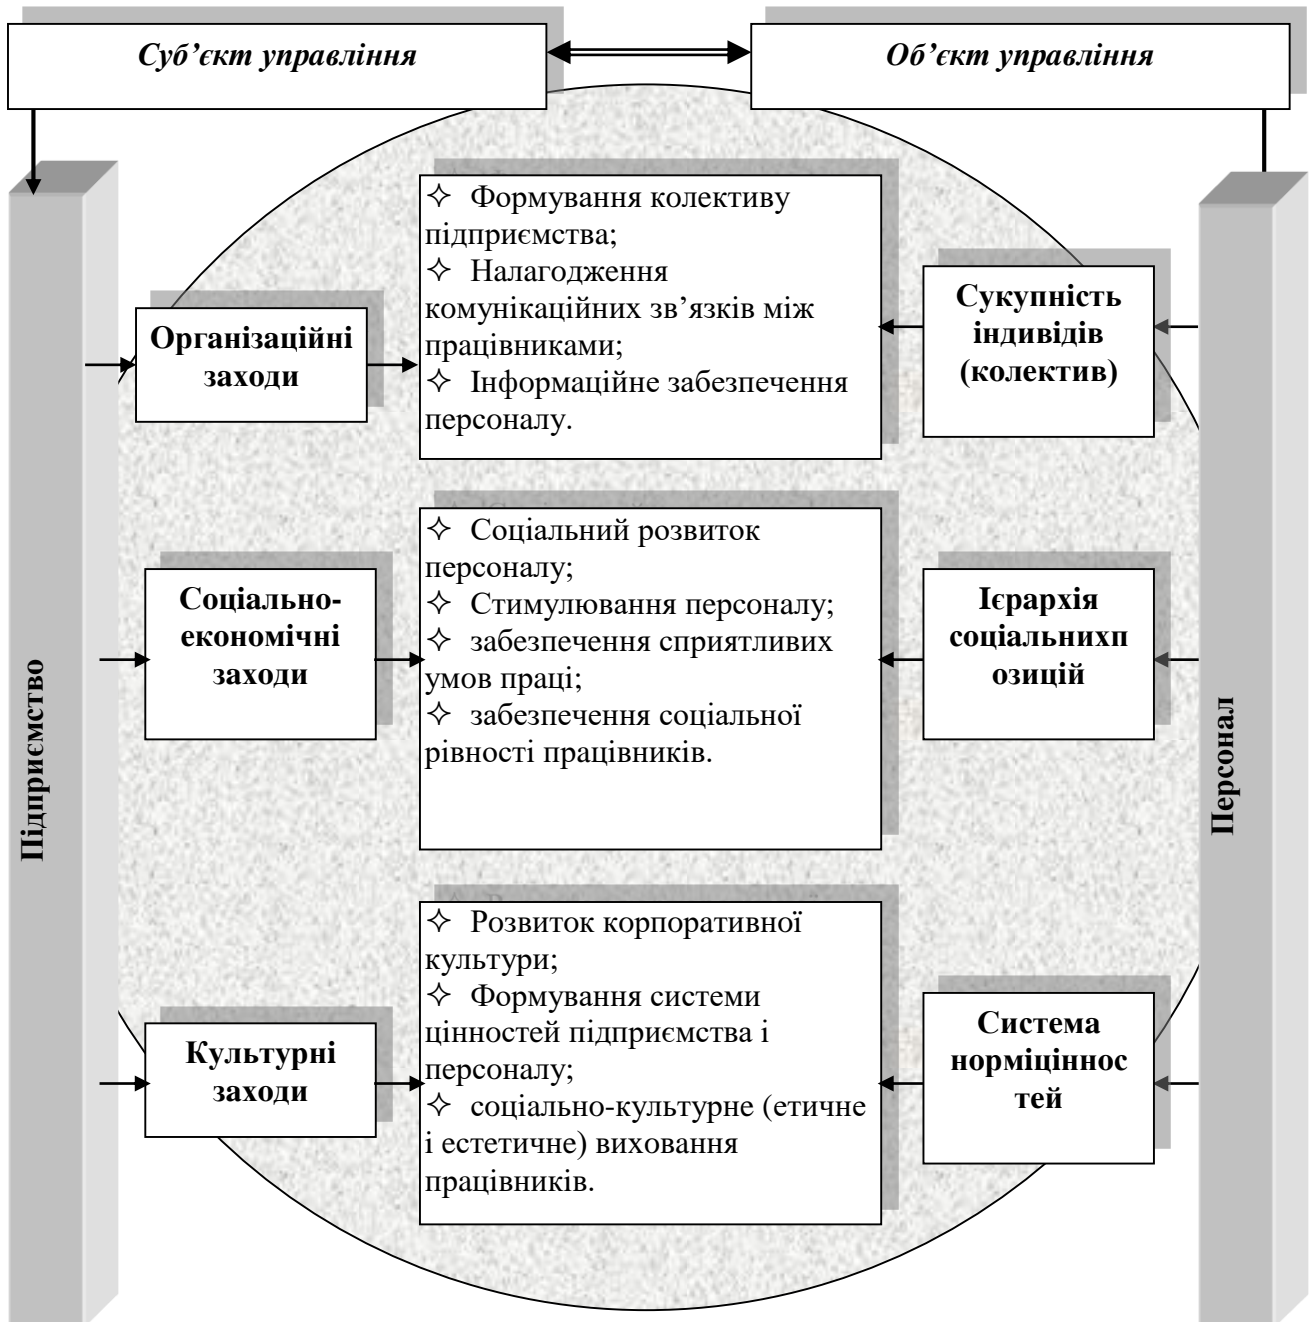 Суб’єкт управління
Об’єкт управління
Підприємство
Організаційні
заходи
✧ Формування колективу
підприємства;
✧ Налагодження
комунікаційних зв’язків між
працівниками;
✧ Інформаційне забезпечення
персоналу.
Сукупність
індивідів
(колектив)
Соціально-
економічні
заходи
✧ Соціальний розвиток
персоналу;
✧ Стимулювання персоналу;
✧ забезпечення сприятливих
умов праці;
✧ забезпечення соціальної
рівності працівників.
Ієрархія
соціальнихп
озицій
Культурні
заходи
✧ Розвиток корпоративної
культури;
✧ Формування системи
цінностей підприємства і
персоналу;
✧ соціально-культурне (етичне
і естетичне) виховання
працівників.
Система
норміціннос
тей
Персонал